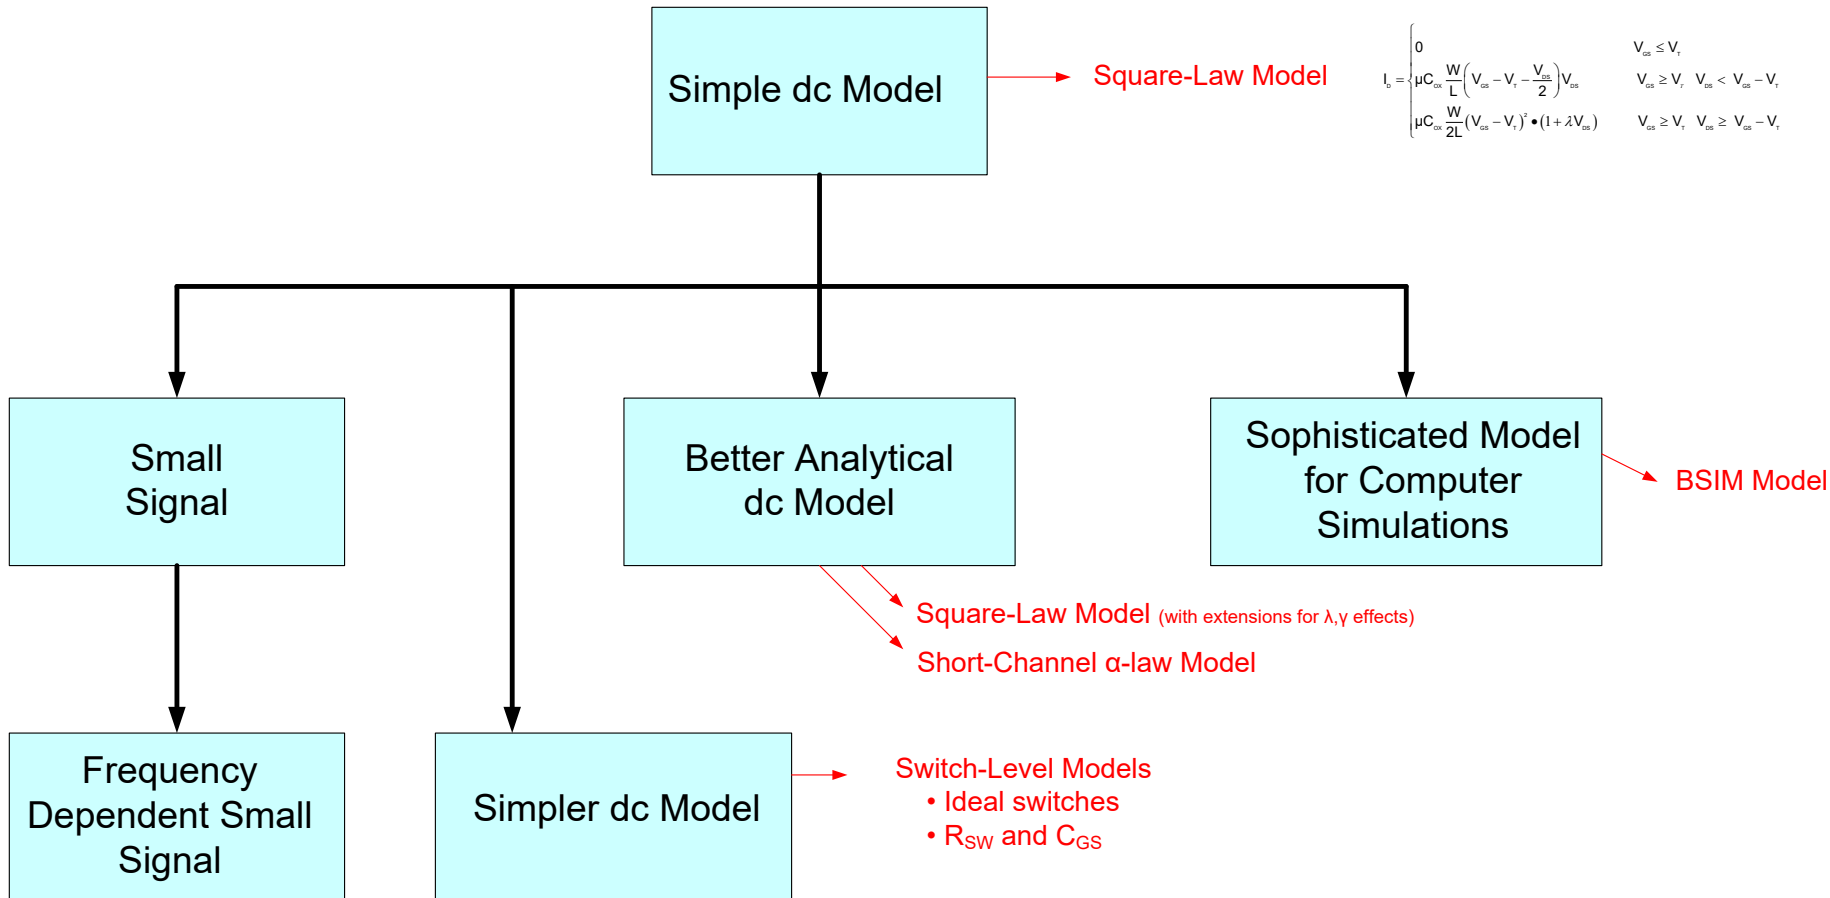 Simple dc Model
Square-Law Model
I_D = { 0    V_GS ≤ V_T
μC_OX W/L (V_GS − V_T − V_DS/2) V_DS    V_GS ≥ V_T  V_DS < V_GS − V_T
μC_OX W/2L (V_GS − V_T)² • (1 + λV_DS)    V_GS ≥ V_T  V_DS ≥ V_GS − V_T
Small
Signal
Better Analytical
dc Model
Sophisticated Model
for Computer
Simulations
BSIM Model
Square-Law Model (with extensions for λ,γ effects)
Short-Channel α-law Model
Frequency
Dependent Small
Signal
Simpler dc Model
Switch-Level Models
• Ideal switches
• R_SW and C_GS